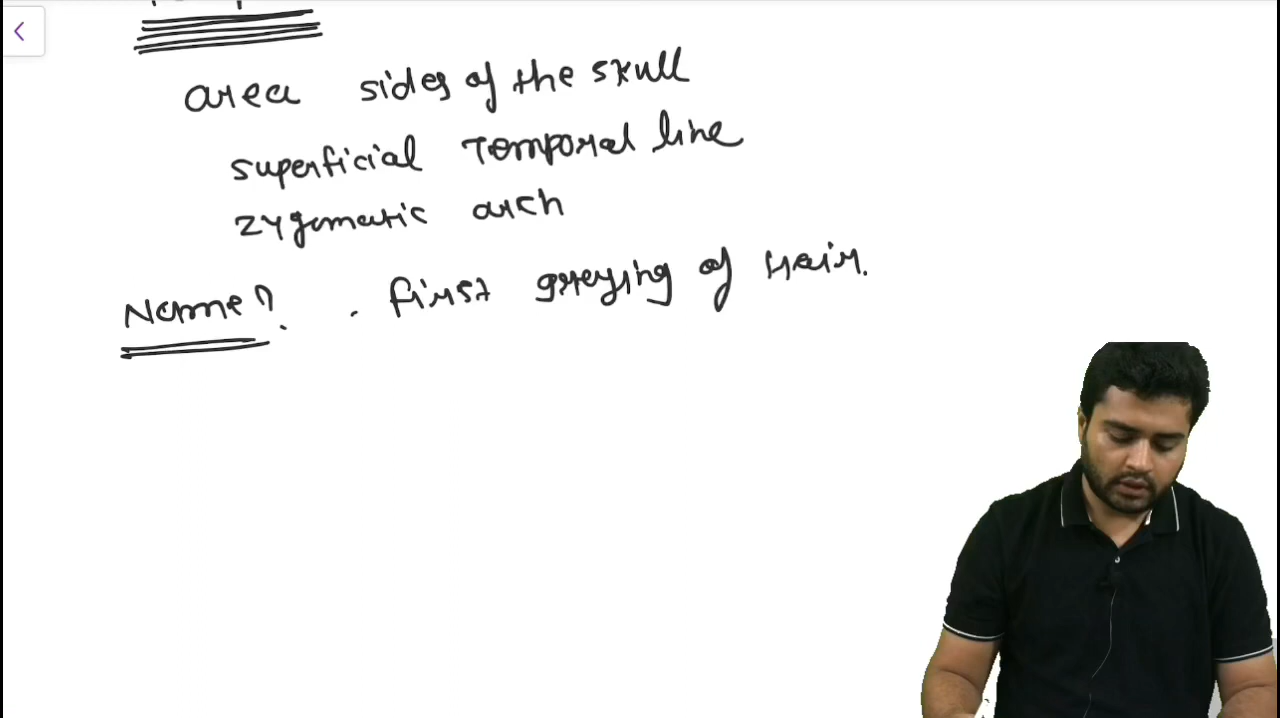 area sides of the skull
superficial Temporal line
zygomatic arch
Name? . first greying of Hair.